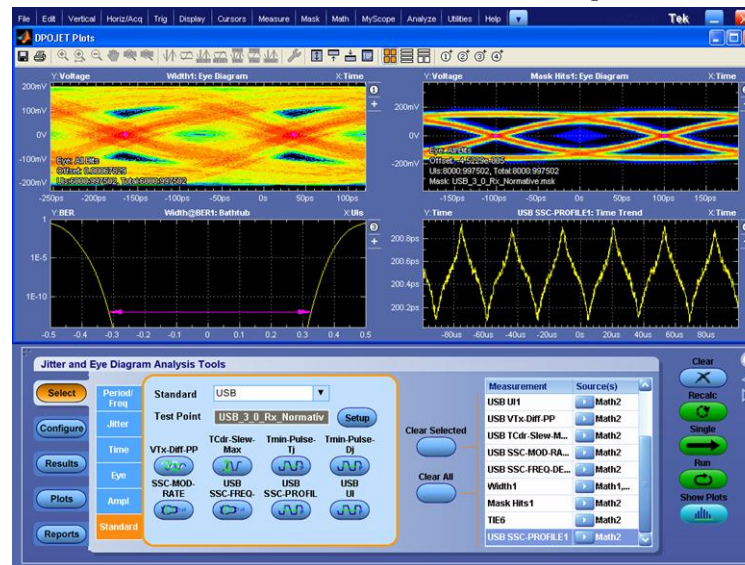 File Edit Vertical Horiz/Acq Trig Display Cursors Measure Mask Math MyScope Analyze Utilities Help Tek
DPOJET Plots
Y:Voltage Width1: Eye Diagram X:Time
200mV
100mV
0V
-100mV
-200mV
Eye: All Bits
UIs:8000:997502, Total:8000:997502
-250ps -200ps -150ps -100ps -50ps 0s 50ps 100ps
Y:Voltage Mask Hits1: Eye Diagram X:Time
200mV
0V
-200mV
Eye: All Bits
UIs:8000:997502, Total:8000:997502
Mask: USB_3_0_Rx_Normative.msk
-150ps -100ps -50ps 0s 50ps 100ps 150ps
Y:BER Width@BER1: Bathtub X:UIs
1
1E-5
1E-10
-0.5 -0.4 -0.3 -0.2 -0.1 0 0.1 0.2 0.3 0.4 0.5
Y:Time USB SSC-PROFILE1: Time Trend X:Time
200.8ps
200.6ps
200.4ps
200.2ps
-80us -60us -40us -20us 0s 20us 40us 60us 80us
Jitter and Eye Diagram Analysis Tools
Select
Configure
Results
Plots
Reports
Period/
Freq
Jitter
Time
Eye
Ampl
Standard
Standard USB
Test Point USB_3_0_Rx_Normativ Setup
VTx-Diff-PP
TCdr-Slew-
Max
Tmin-Pulse-
Tj
Tmin-Pulse-
Dj
SSC-MOD-
RATE
USB
SSC-FREQ-
USB
SSC-PROFIL
USB
UI
Clear Selected
Clear All
Measurement Source(s)
USB UI1 Math2
USB VTx-Diff-PP Math2
USB TCdr-Slew-M... Math2
USB SSC-MOD-RA... Math2
USB SSC-FREQ-DE... Math2
Width1 Math1,...
Mask Hits1 Math2
TIE6 Math2
USB SSC-PROFILE1 Math2
Clear
Recalc
Single
Run
Show Plots